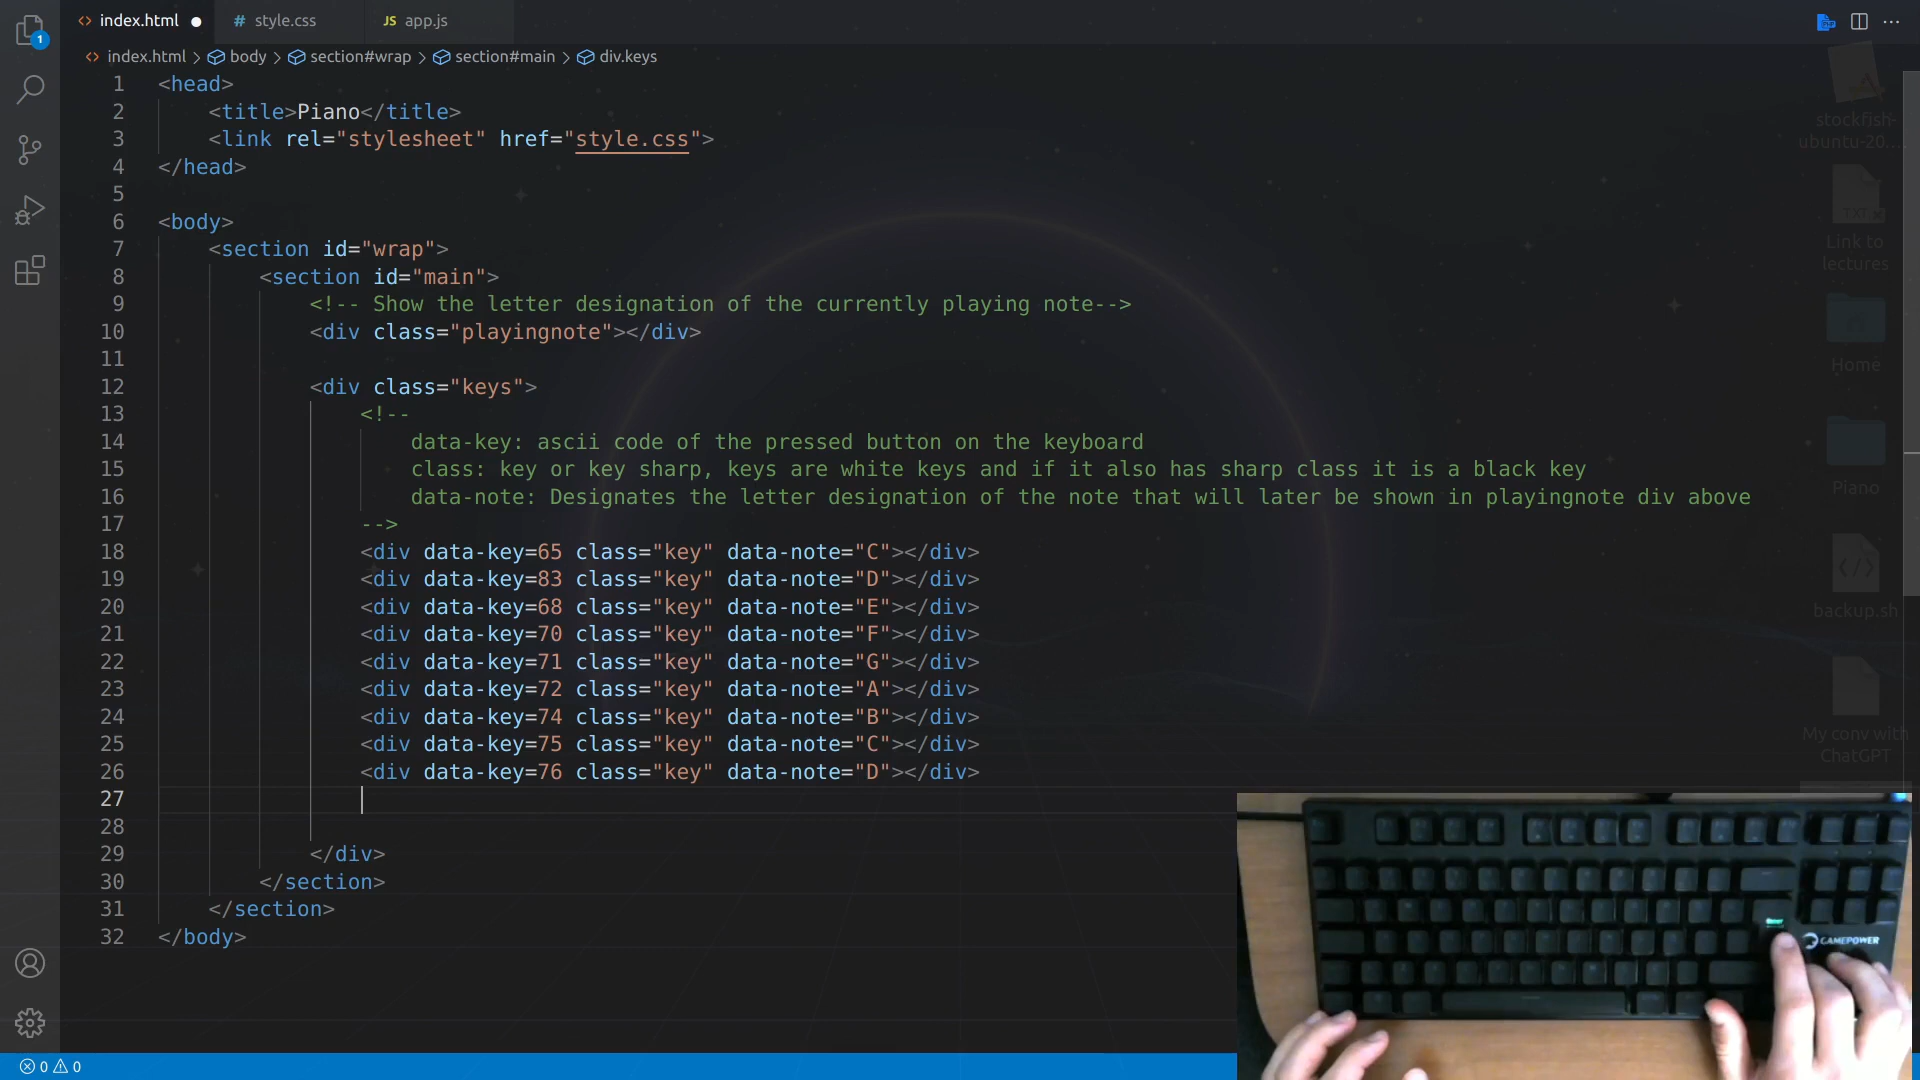 1
<> index.html ●
# style.css
JS app.js
<> index.html > body > section#wrap > section#main > div.keys
1 <head>
2 <title>Piano</title>
3 <link rel="stylesheet" href="style.css">
4 </head>
5
6 <body>
7 <section id="wrap">
8 <section id="main">
9 <!-- Show the letter designation of the currently playing note-->
10 <div class="playingnote"></div>
11
12 <div class="keys">
13 <!--
14 data-key: ascii code of the pressed button on the keyboard
15 class: key or key sharp, keys are white keys and if it also has sharp class it is a black key
16 data-note: Designates the letter designation of the note that will later be shown in playingnote div above
17 -->
18 <div data-key=65 class="key" data-note="C"></div>
19 <div data-key=83 class="key" data-note="D"></div>
20 <div data-key=68 class="key" data-note="E"></div>
21 <div data-key=70 class="key" data-note="F"></div>
22 <div data-key=71 class="key" data-note="G"></div>
23 <div data-key=72 class="key" data-note="A"></div>
24 <div data-key=74 class="key" data-note="B"></div>
25 <div data-key=75 class="key" data-note="C"></div>
26 <div data-key=76 class="key" data-note="D"></div>
27
28
29 </div>
30 </section>
31 </section>
32 </body>
stockfish-
ubuntu-20....
TXT
Link to
lectures
Home
Piano
</>
backup.sh
My conv with
ChatGPT
GAMEPOWER
0 0